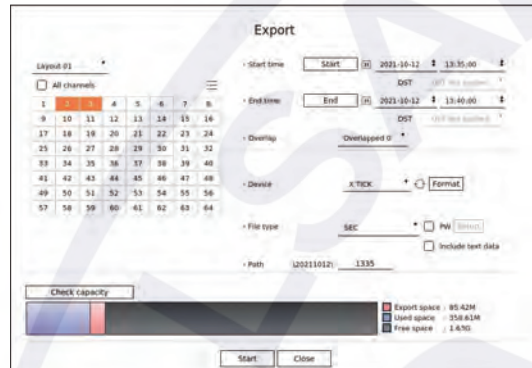 Export
Layout 01
All channels
1 2 3 4 5 6 7 8
9 10 11 12 13 14 15 16
17 18 19 20 21 22 23 24
25 26 27 28 29 30 31 32
33 34 35 36 37 38 39 40
41 42 43 44 45 46 47 48
49 50 51 52 53 54 55 56
57 58 59 60 61 62 63 64
Start time Start 2021-10-12 13:35:00
DST
End time End 2021-10-12 13:40:00
DST
Overlap Overlapped 0
Device X TICK Format
File type SEC PW Select
Include text data
Path \20211012\ 1335
Check capacity
Export space : 85.42M
Used space : 358.61M
Free space : 1.65G
Start Close